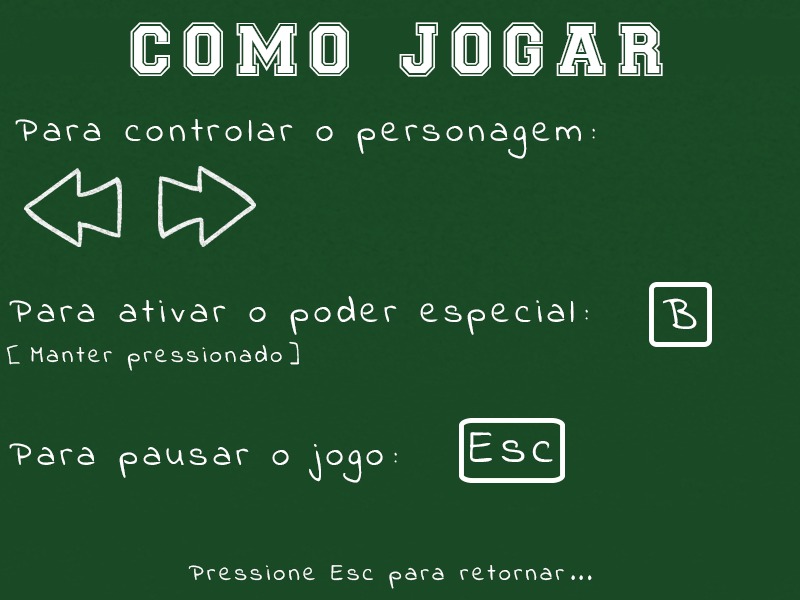 COMO JOGAR
Para controlar o personagem:
Para ativar o poder especial: B
[Manter pressionado]
Para pausar o jogo: Esc
Pressione Esc para retornar...